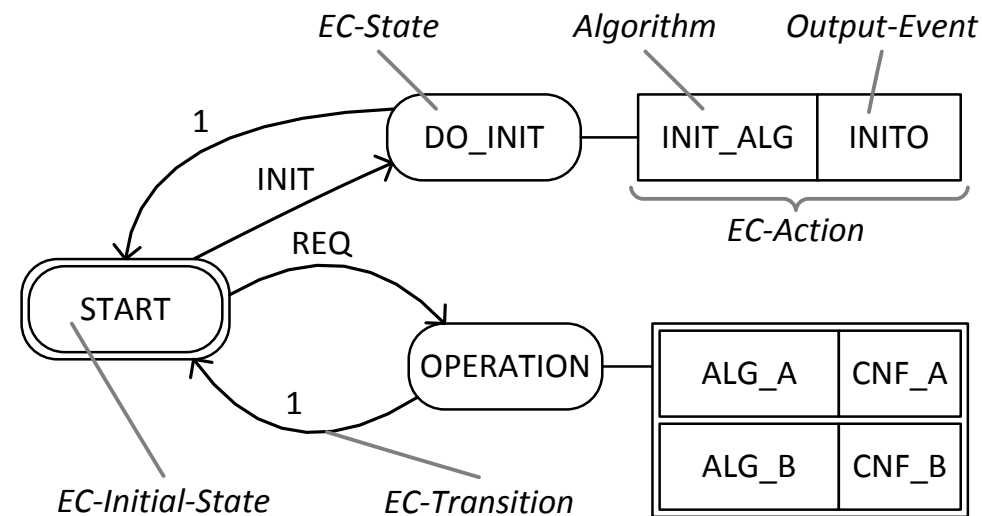 EC-State
Algorithm
Output-Event
1
DO_INIT
INIT_ALG
INITO
INIT
EC-Action
REQ
START
OPERATION
ALG_A
CNF_A
1
ALG_B
CNF_B
EC-Initial-State
EC-Transition